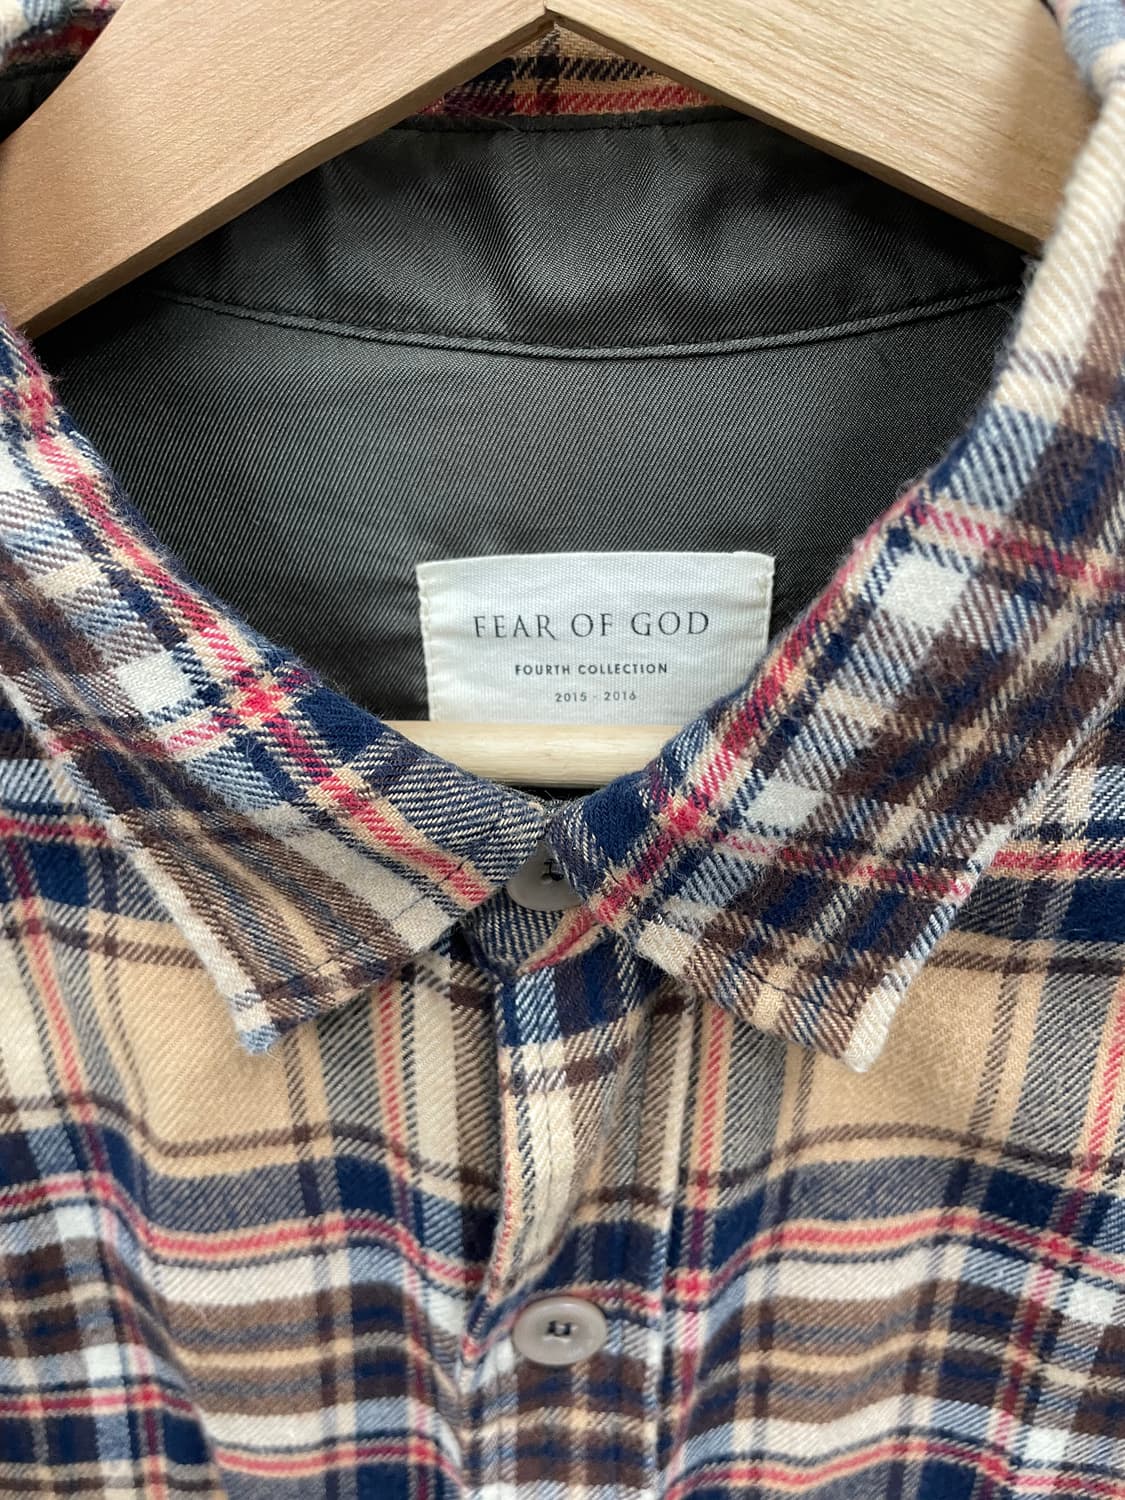 FEAR OF GOD
FOURTH COLLECTION
2015 - 2016